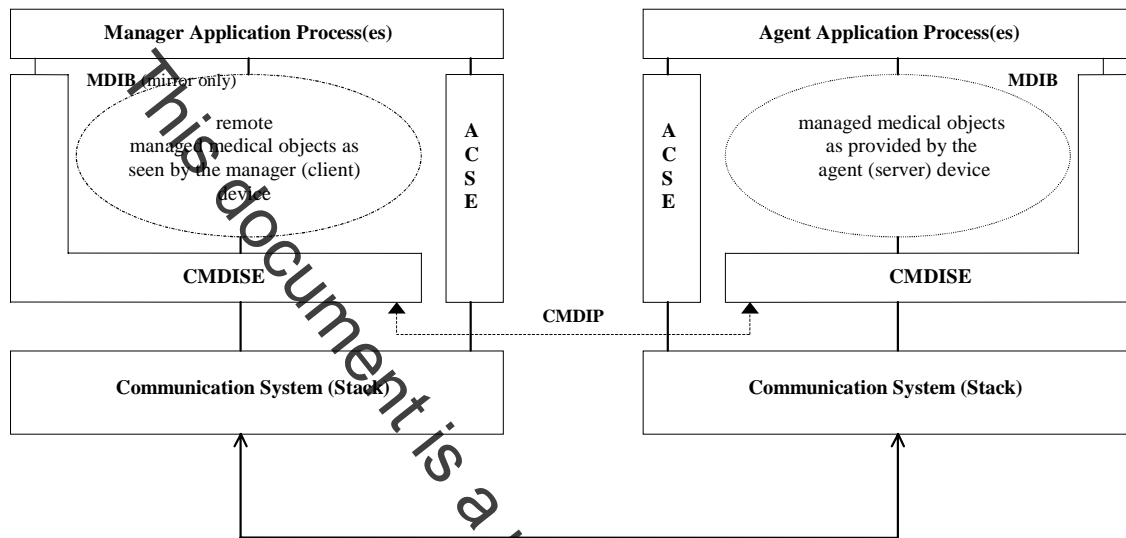 Manager Application Process(es)
MDIB (mirror only)
remote
managed medical objects as
seen by the manager (client)
device
A
C
S
E
CMDISE
Communication System (Stack)
CMDIP
Agent Application Process(es)
MDIB
managed medical objects
as provided by the
agent (server) device
A
C
S
E
CMDISE
Communication System (Stack)
This document is a